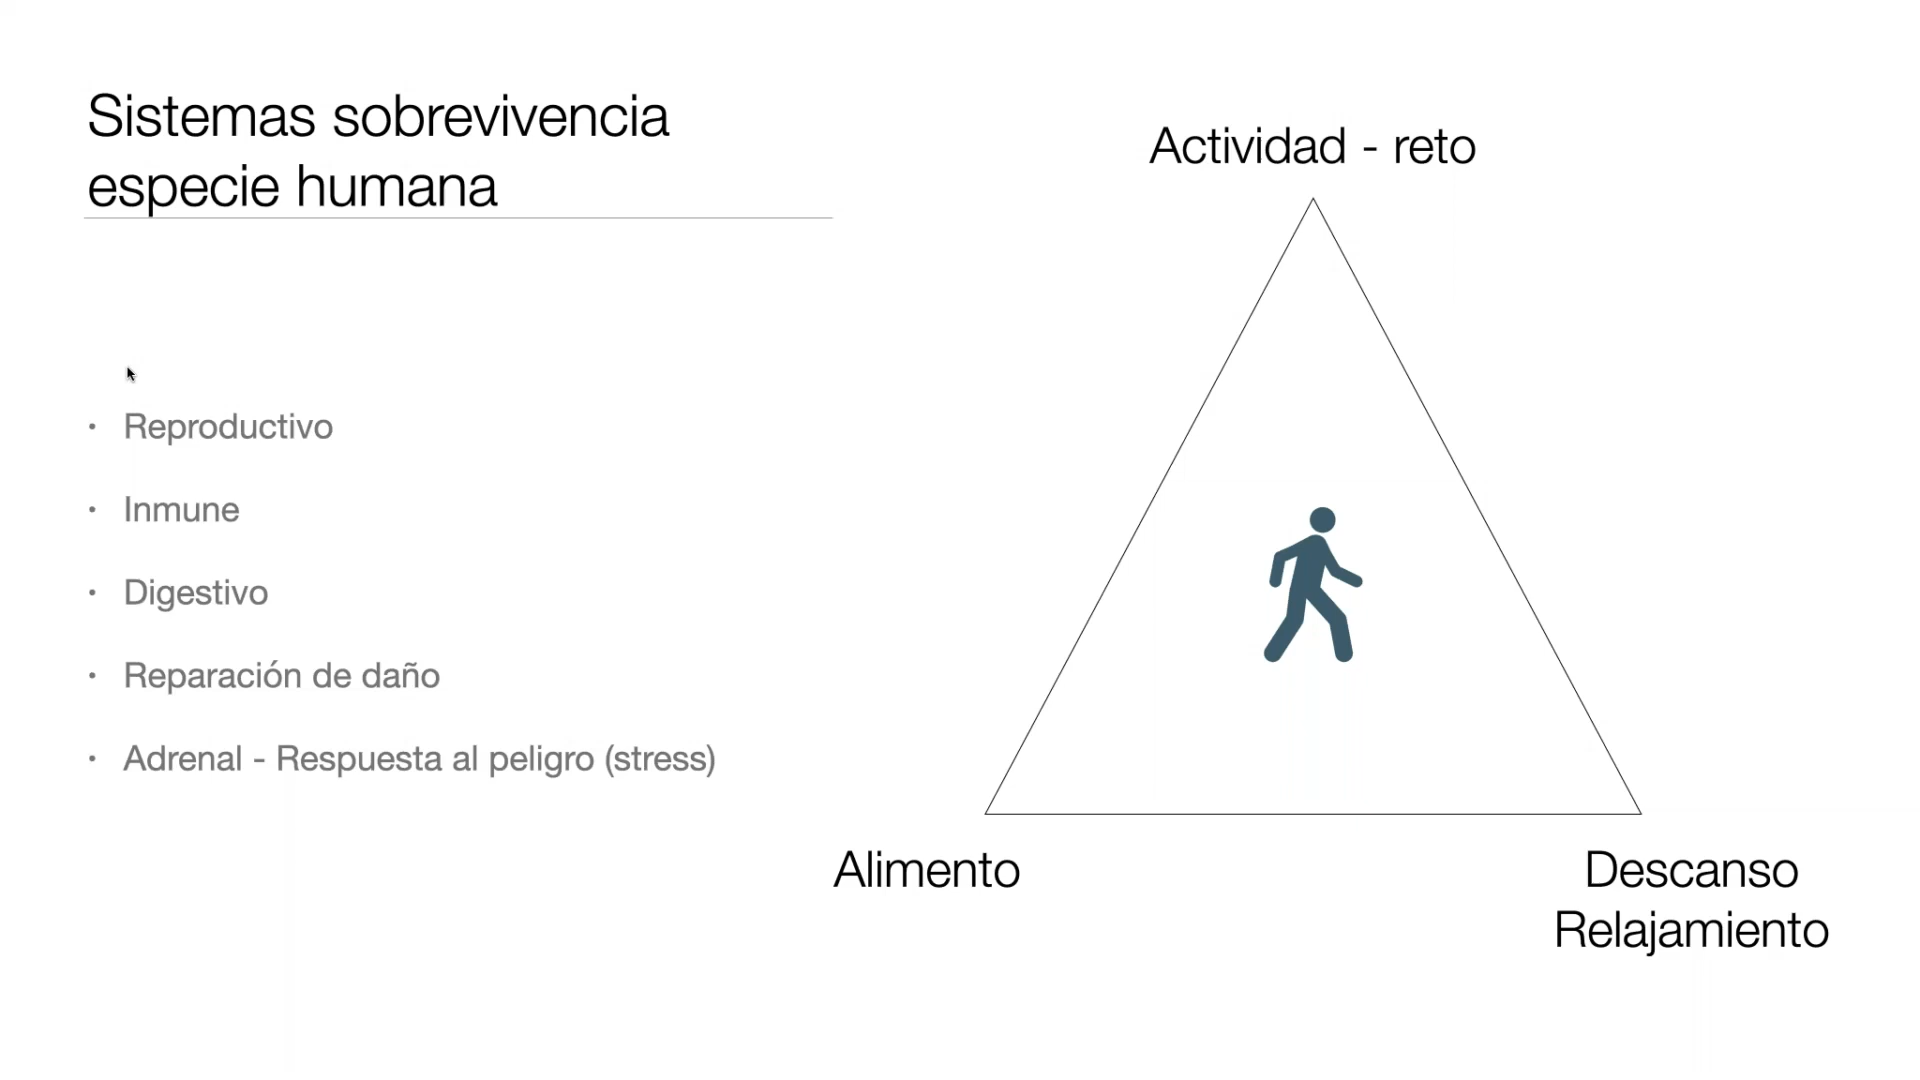 Sistemas sobrevivencia
especie humana
• Reproductivo
• Inmune
• Digestivo
• Reparación de daño
• Adrenal - Respuesta al peligro (stress)
Actividad - reto
Alimento
Descanso
Relajamiento